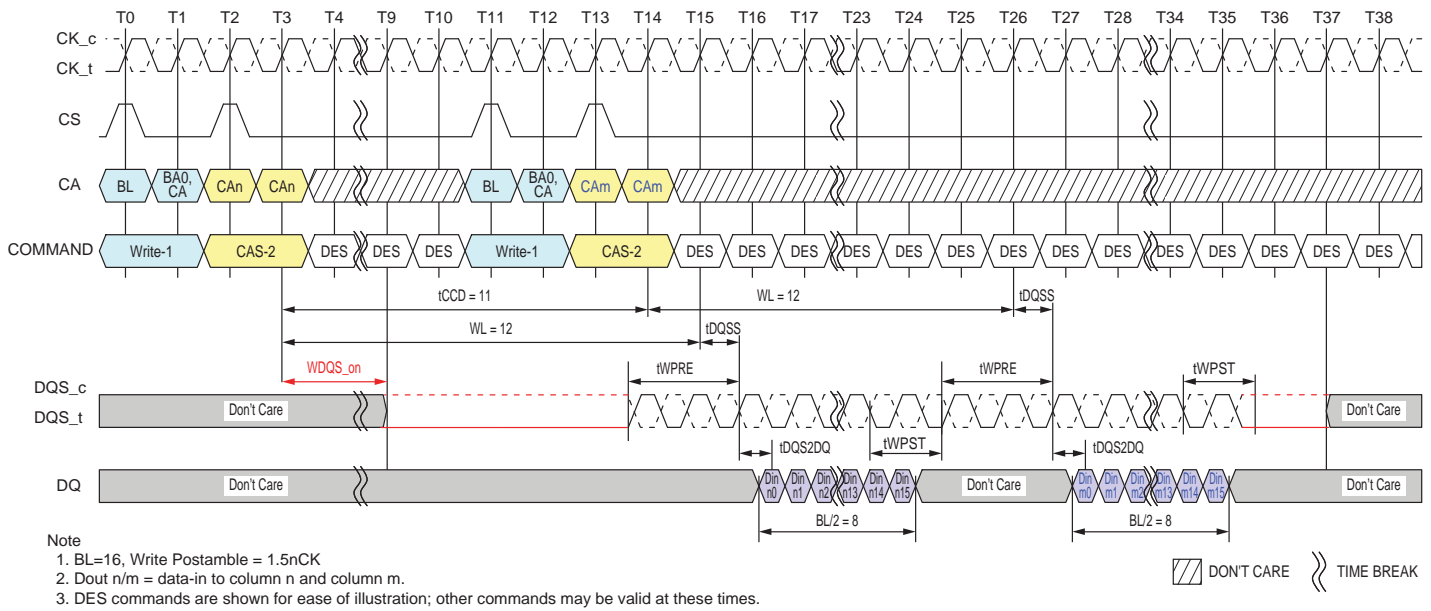 T0 T1 T2 T3 T4 T9 T10 T11 T12 T13 T14 T15 T16 T17 T23 T24 T25 T26 T27 T28 T34 T35 T36 T37 T38
CK_c
CK_t
CS
CA BL BA0, CA CAn CAn BL BA0, CA CAm CAm
COMMAND Write-1 CAS-2 DES DES DES Write-1 CAS-2 DES DES DES DES DES DES DES DES DES DES DES DES DES DES
tCCD = 11 WL = 12 tDQSS
WL = 12 tDQSS
WDQS_on tWPRE tWPRE tWPST
DQS_c
DQS_t Don't Care Don't Care
tDQS2DQ tWPST tDQS2DQ
DQ Don't Care Din n0 Din n1 Din n2 Din n13 Din n14 Din n15 Don't Care Din m0 Din m1 Din m2 Din m13 Din m14 Din m15 Don't Care
BL/2 = 8 BL/2 = 8
Note
1. BL=16, Write Postamble = 1.5nCK
2. Dout n/m = data-in to column n and column m.
3. DES commands are shown for ease of illustration; other commands may be valid at these times.
DON'T CARE TIME BREAK